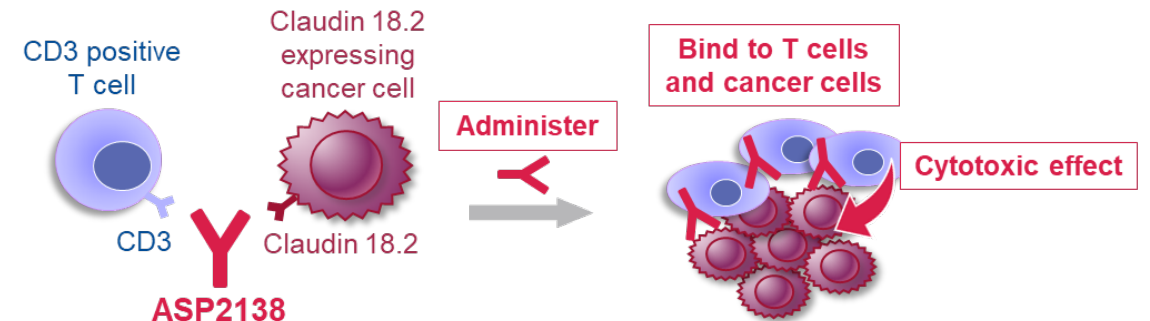 CD3 positive
T cell
Claudin 18.2
expressing
cancer cell
CD3
Claudin 18.2
ASP2138
Administer
Bind to T cells
and cancer cells
Cytotoxic effect